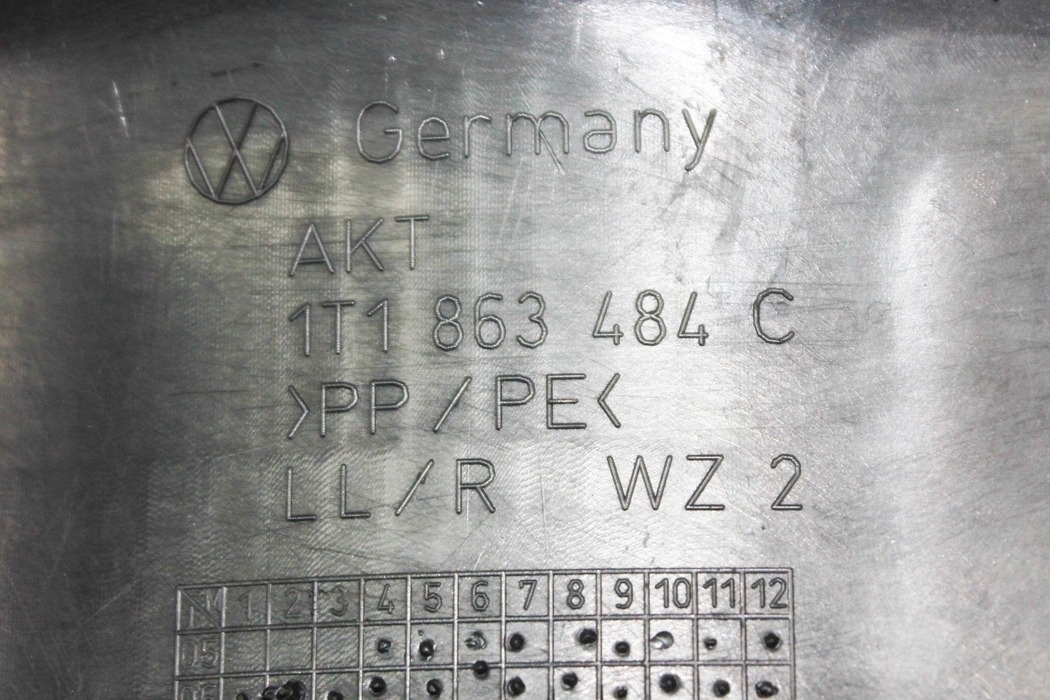 Germany
AKT
1T1 863 484 C
>PP/PE<
LL/R WZ 2
1 2 3 4 5 6 7 8 9 10 11 12
05